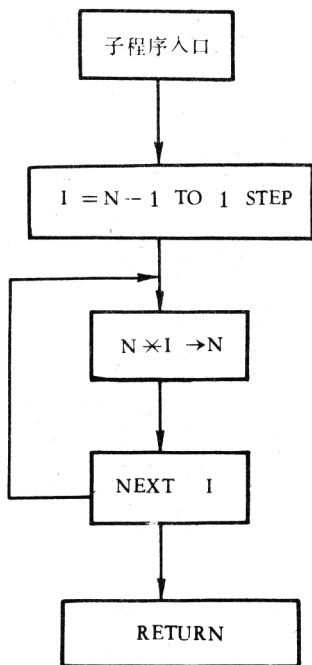 子程序入口
I = N -- 1 TO 1 STEP
N * I → N
NEXT I
RETURN